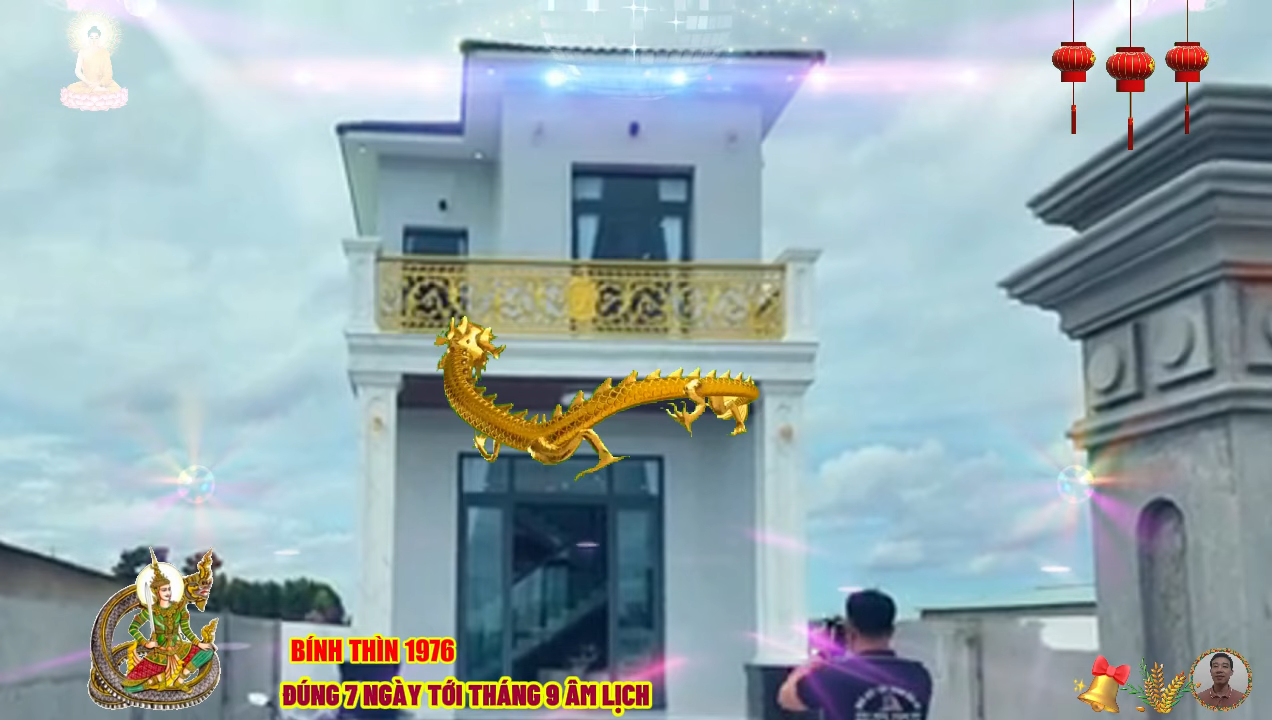 BÍNH THÌN 1976
ĐÚNG 7 NGÀY TỚI THÁNG 9 ÂM LỊCH